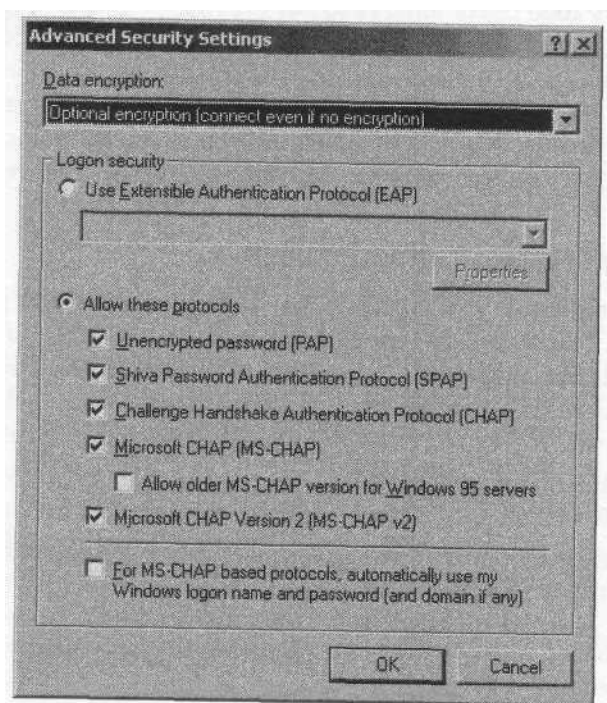 Advanced Security Settings
Data encryption:
Optional encryption (connect even if no encryption)
Logon security
Use Extensible Authentication Protocol (EAP)
Properties
Allow these protocols
Unencrypted password (PAP)
Shiva Password Authentication Protocol (SPAP)
Challenge Handshake Authentication Protocol (CHAP)
Microsoft CHAP (MS-CHAP)
Allow older MS-CHAP version for Windows 95 servers
Microsoft CHAP Version 2 (MS-CHAP v2)
For MS-CHAP based protocols, automatically use my
Windows logon name and password (and domain if any)
OK
Cancel